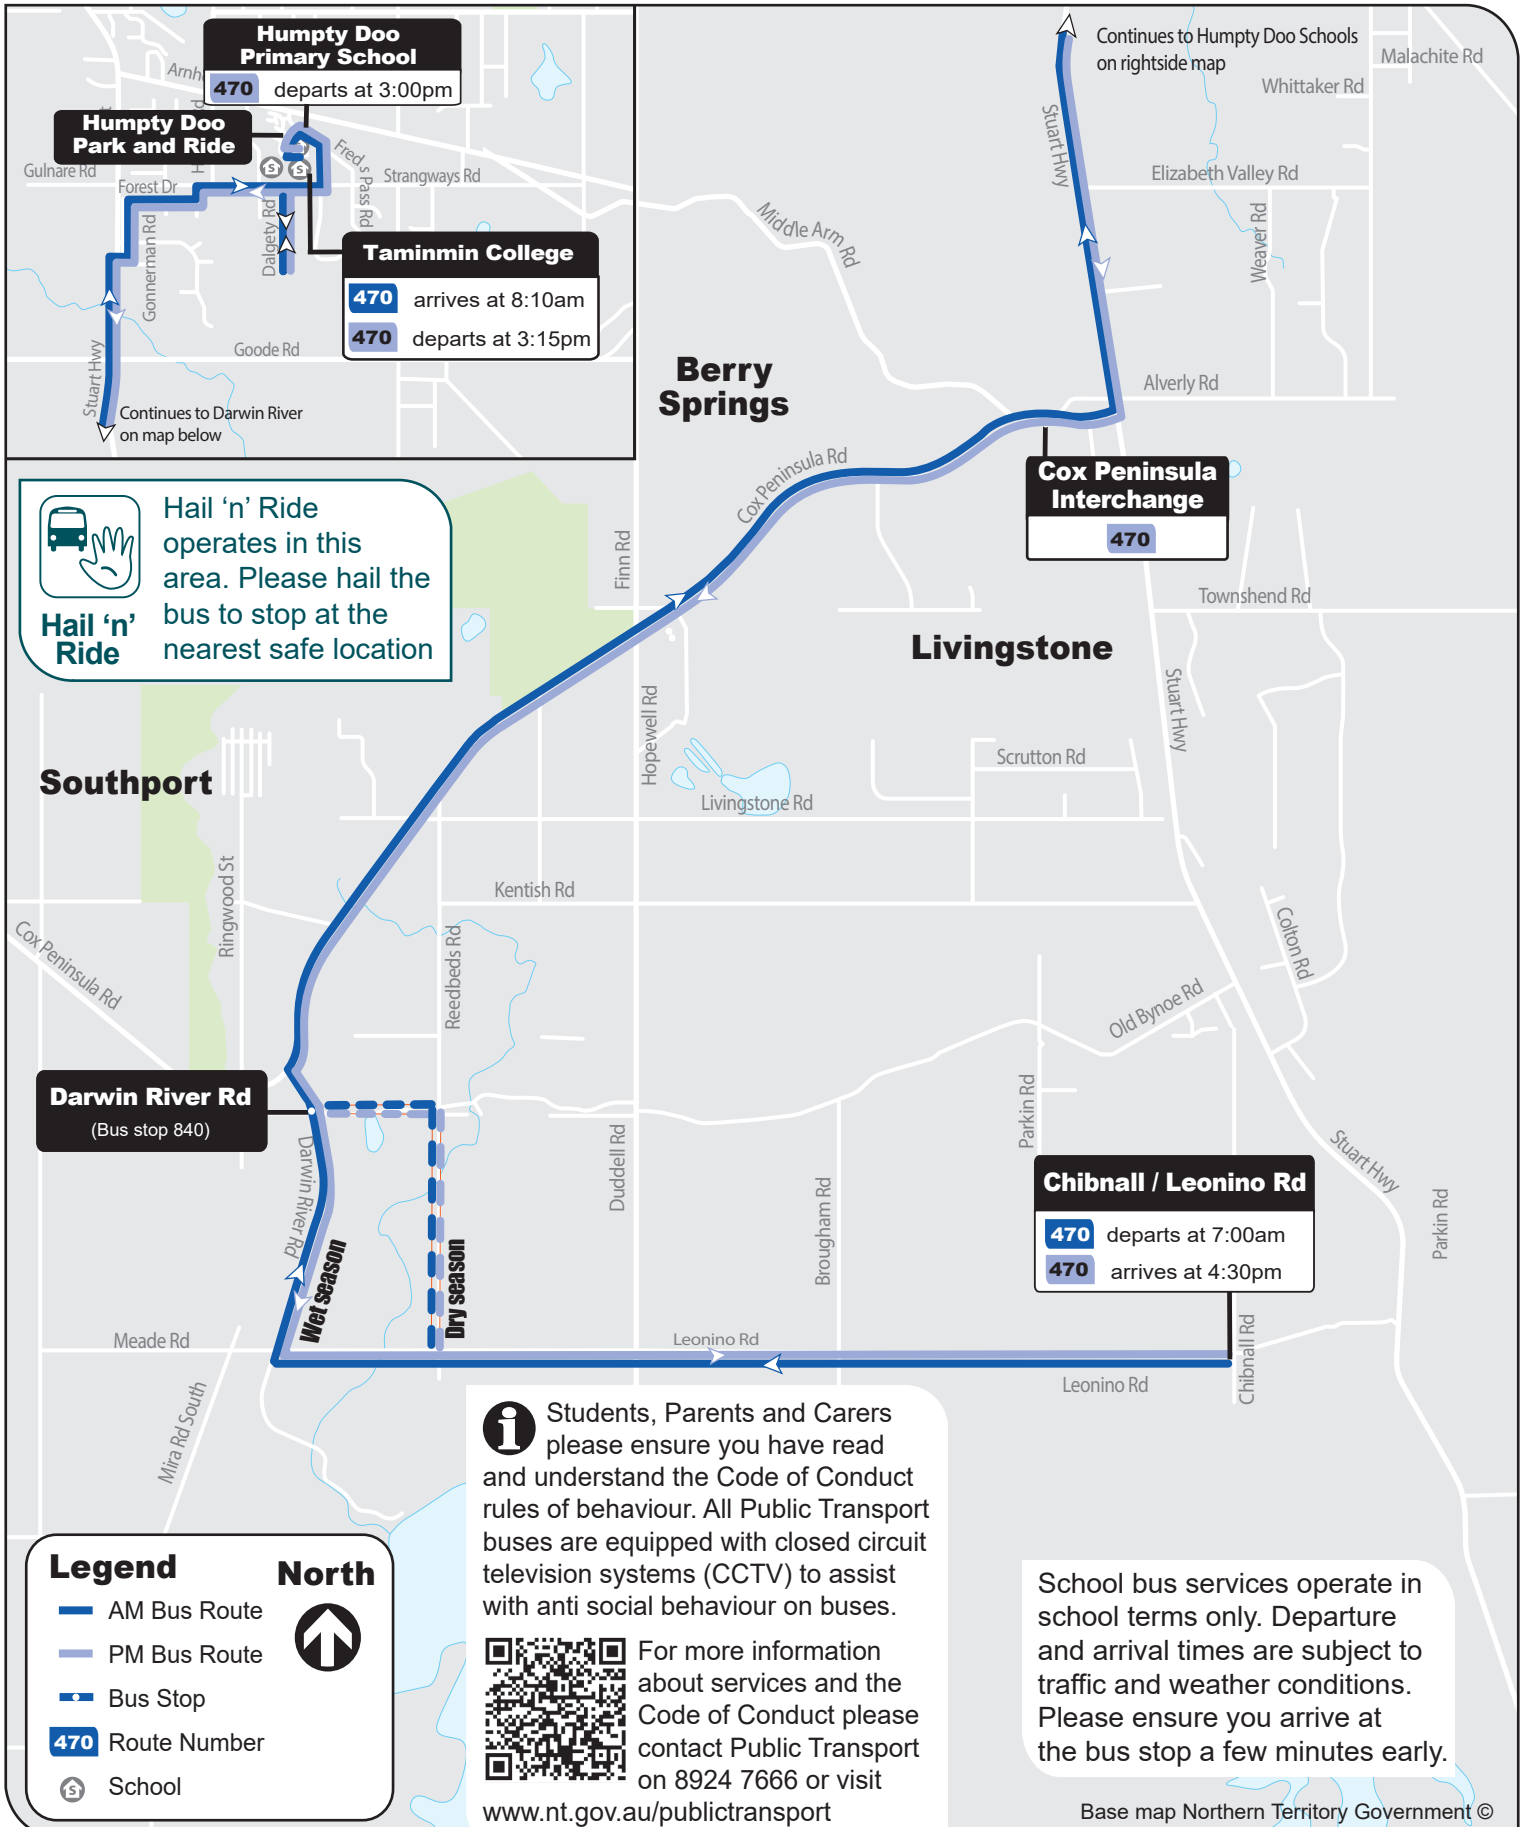 Humpty Doo
Primary School
470 departs at 3:00pm
Humpty Doo
Park and Ride
Gulnare Rd
Forest Dr
Freds Pass Rd
Strangways Rd
Gonnerman Rd
Dalgety Rd
Taminmin College
470 arrives at 8:10am
470 departs at 3:15pm
Goode Rd
Stuart Hwy
Continues to Darwin River
on map below
Continues to Humpty Doo Schools
on rightside map
Malachite Rd
Whittaker Rd
Stuart Hwy
Elizabeth Valley Rd
Weaver Rd
Middle Arm Rd
Berry
Springs
Alverly Rd
Cox Peninsula Rd
Cox Peninsula
Interchange
470
Hail ‘n’
Ride
Hail ‘n’ Ride
operates in this
area. Please hail the
bus to stop at the
nearest safe location
Finn Rd
Townshend Rd
Livingstone
Stuart Hwy
Hopewell Rd
Scrutton Rd
Southport
Livingstone Rd
Ringwood St
Kentish Rd
Cox Peninsula Rd
Reedbeds Rd
Colton Rd
Old Bynoe Rd
Darwin River Rd
(Bus stop 840)
Darwin River Rd
Duddell Rd
Parkin Rd
Stuart Hwy
Brougham Rd
Parkin Rd
Chibnall / Leonino Rd
470 departs at 7:00am
470 arrives at 4:30pm
Wet season
Dry season
Meade Rd
Leonino Rd
Leonino Rd
Chibnall Rd
Mira Rd South
i Students, Parents and Carers
please ensure you have read
and understand the Code of Conduct
rules of behaviour. All Public Transport
buses are equipped with closed circuit
television systems (CCTV) to assist
with anti social behaviour on buses.
For more information
about services and the
Code of Conduct please
contact Public Transport
on 8924 7666 or visit
www.nt.gov.au/publictransport
Legend
North
AM Bus Route
PM Bus Route
Bus Stop
470 Route Number
S School
School bus services operate in
school terms only. Departure
and arrival times are subject to
traffic and weather conditions.
Please ensure you arrive at
the bus stop a few minutes early.
Base map Northern Territory Government ©